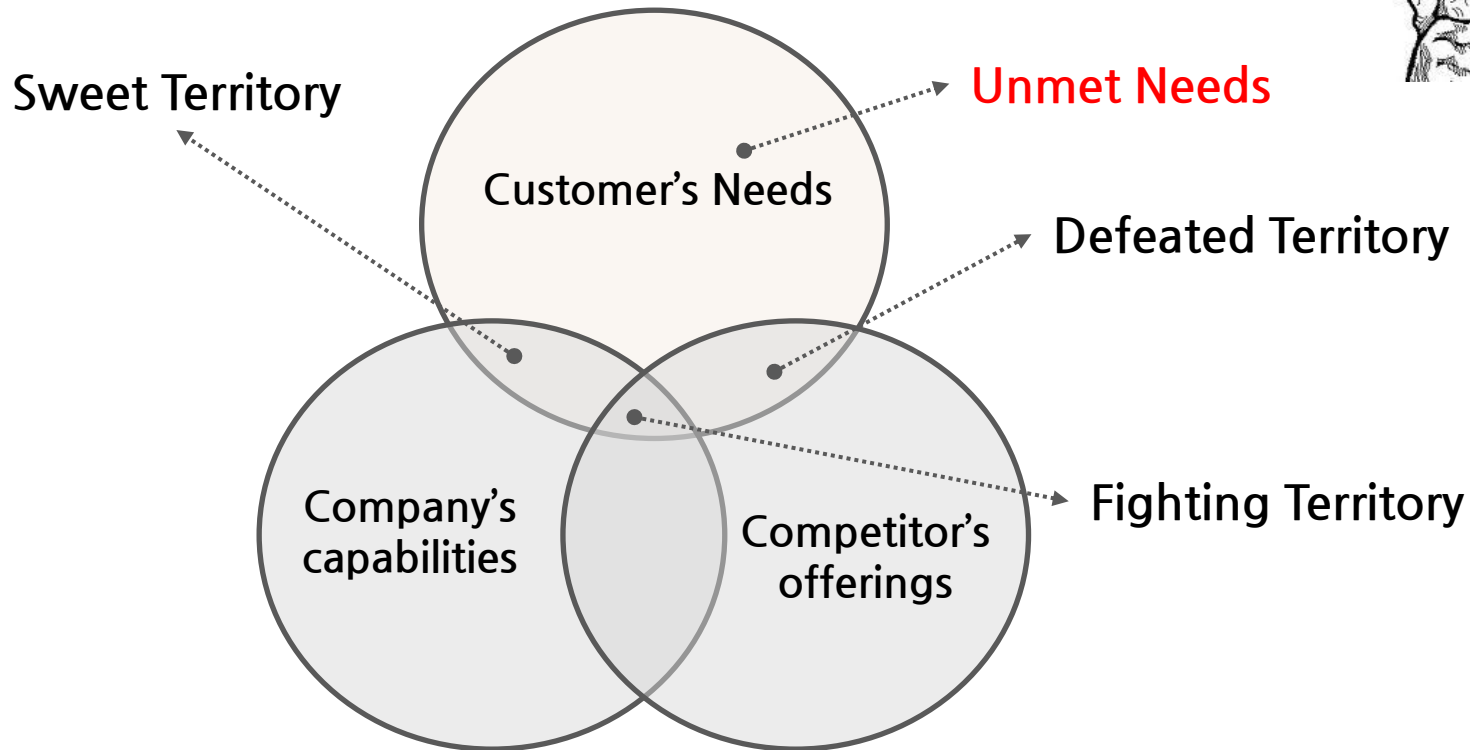 Sweet Territory
Unmet Needs
Customer’s Needs
Defeated Territory
Company’s
capabilities
Competitor’s
offerings
Fighting Territory